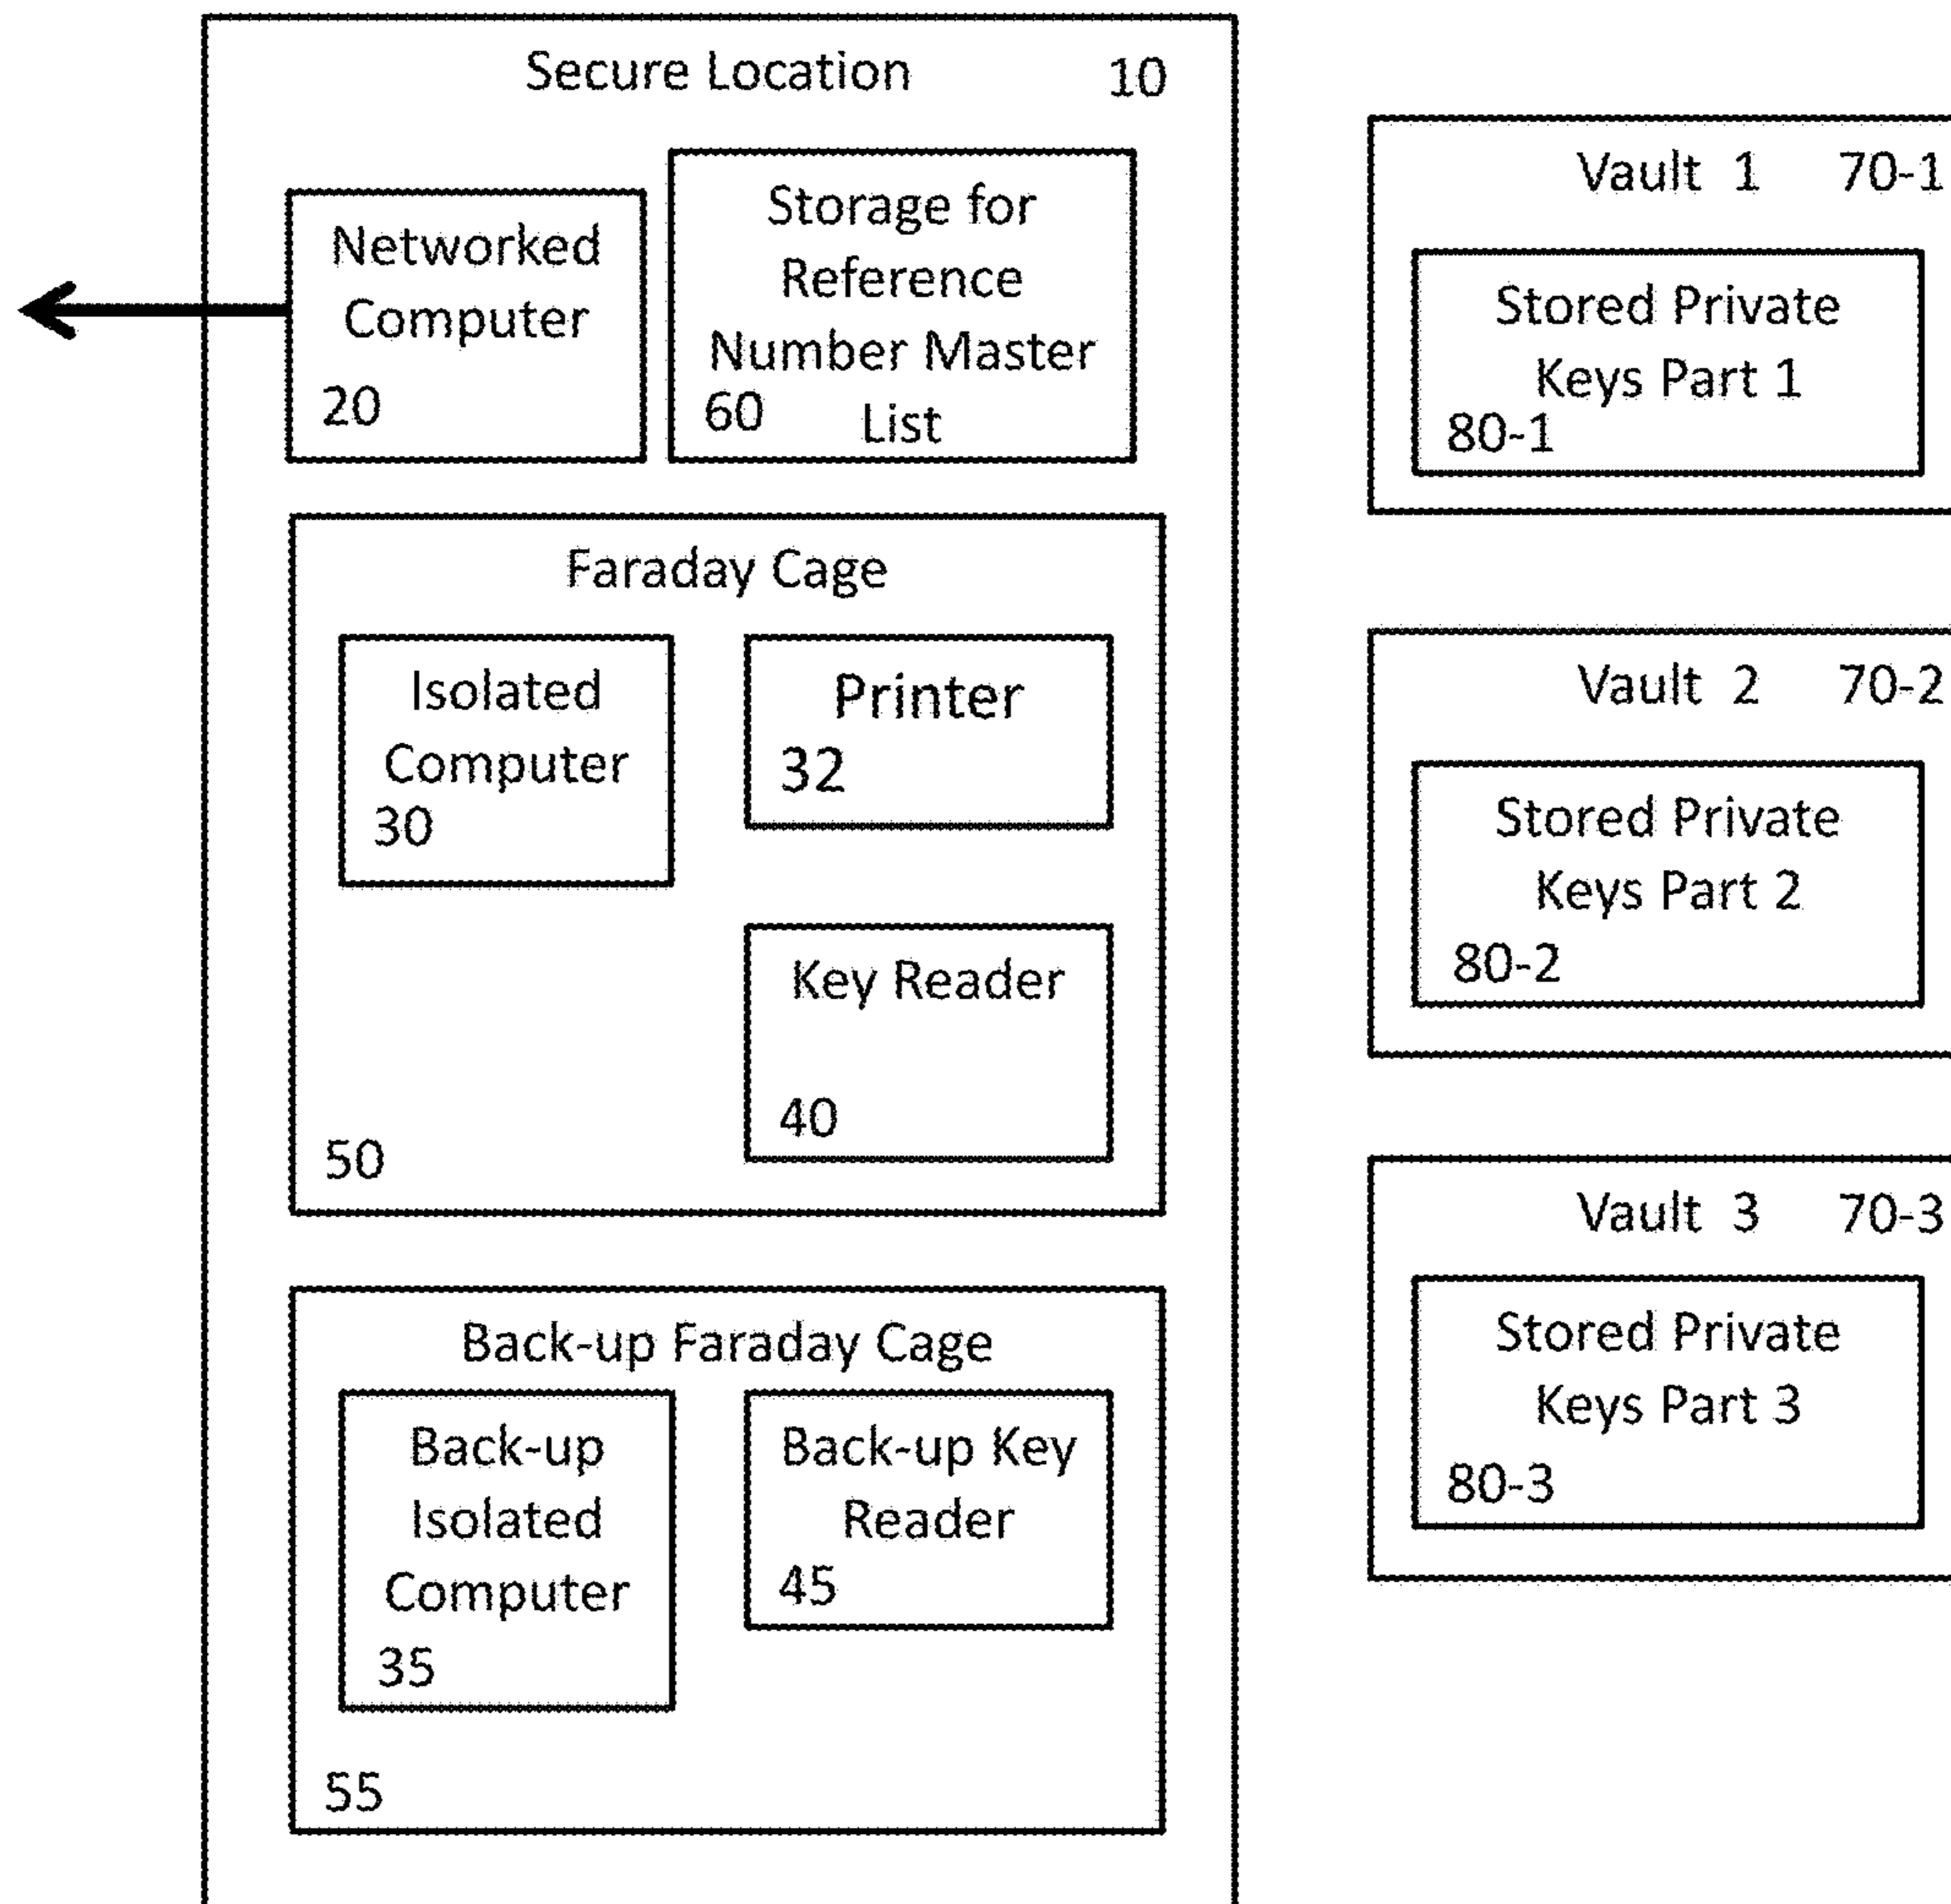 Secure Location 10
Networked
Computer
20
Storage for
Reference
Number Master
60 List
Faraday Cage
Isolated
Computer
30
Printer
32
Key Reader
40
50
Back-up Faraday Cage
Back-up
Isolated
Computer
35
Back-up Key
Reader
45
55
Vault 1 70-1
Stored Private
Keys Part 1
80-1
Vault 2 70-2
Stored Private
Keys Part 2
80-2
Vault 3 70-3
Stored Private
Keys Part 3
80-3